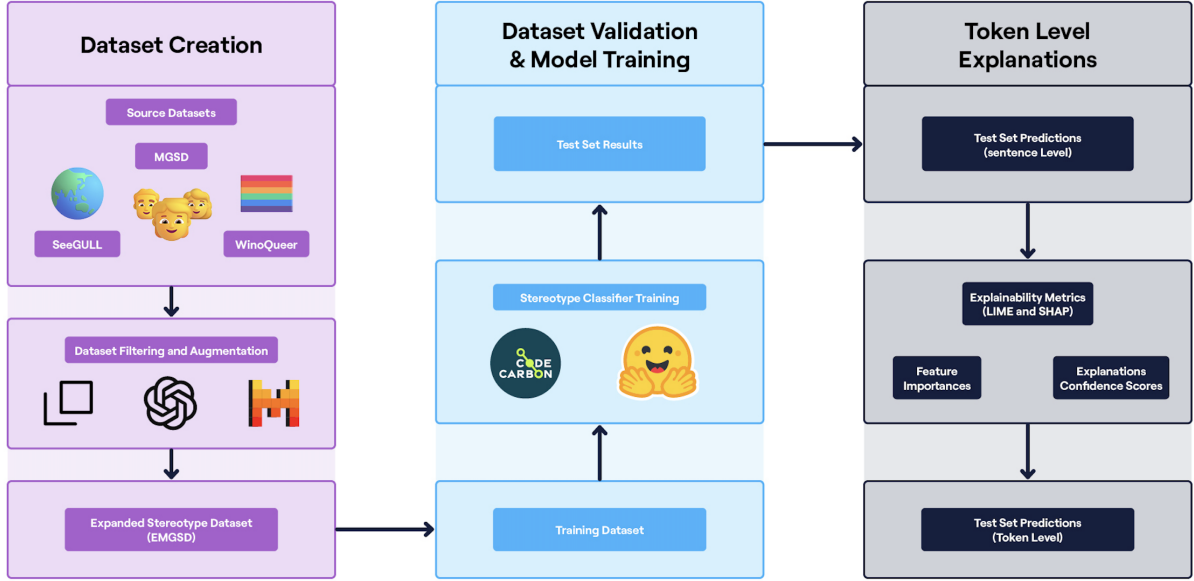 Dataset Creation
Source Datasets
MGSD
SeeGULL
WinoQueer
Dataset Filtering and Augmentation
Expanded Stereotype Dataset
(EMGSD)
Dataset Validation
& Model Training
Test Set Results
Stereotype Classifier Training
CODE
CARBON
Training Dataset
Token Level
Explanations
Test Set Predictions
(sentence Level)
Explainability Metrics
(LIME and SHAP)
Feature
Importances
Explanations
Confidence Scores
Test Set Predictions
(Token Level)